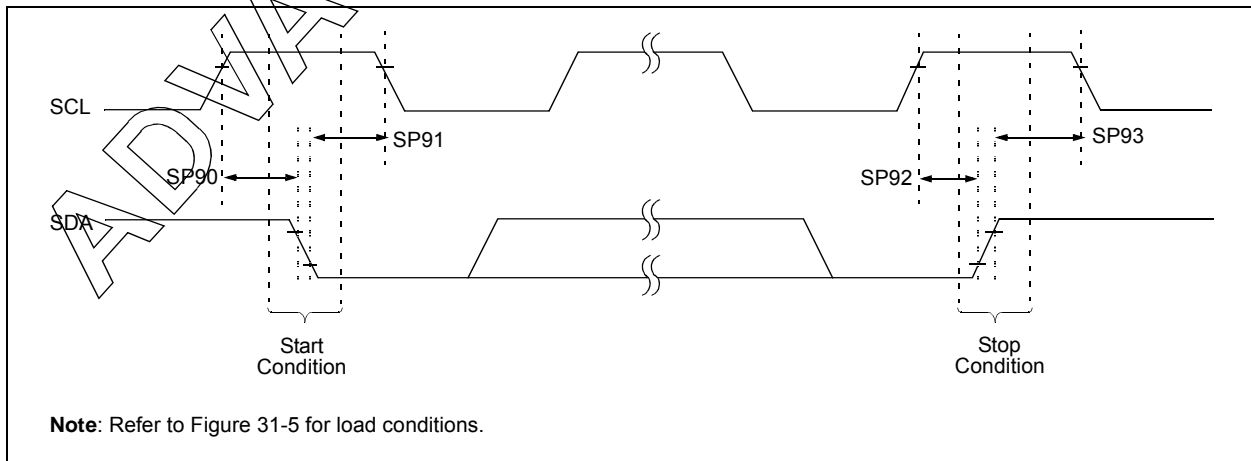 ADVA
SCL
SP91
SP93
SP90
SP92
SDA
Start
Condition
Stop
Condition
Note: Refer to Figure 31-5 for load conditions.